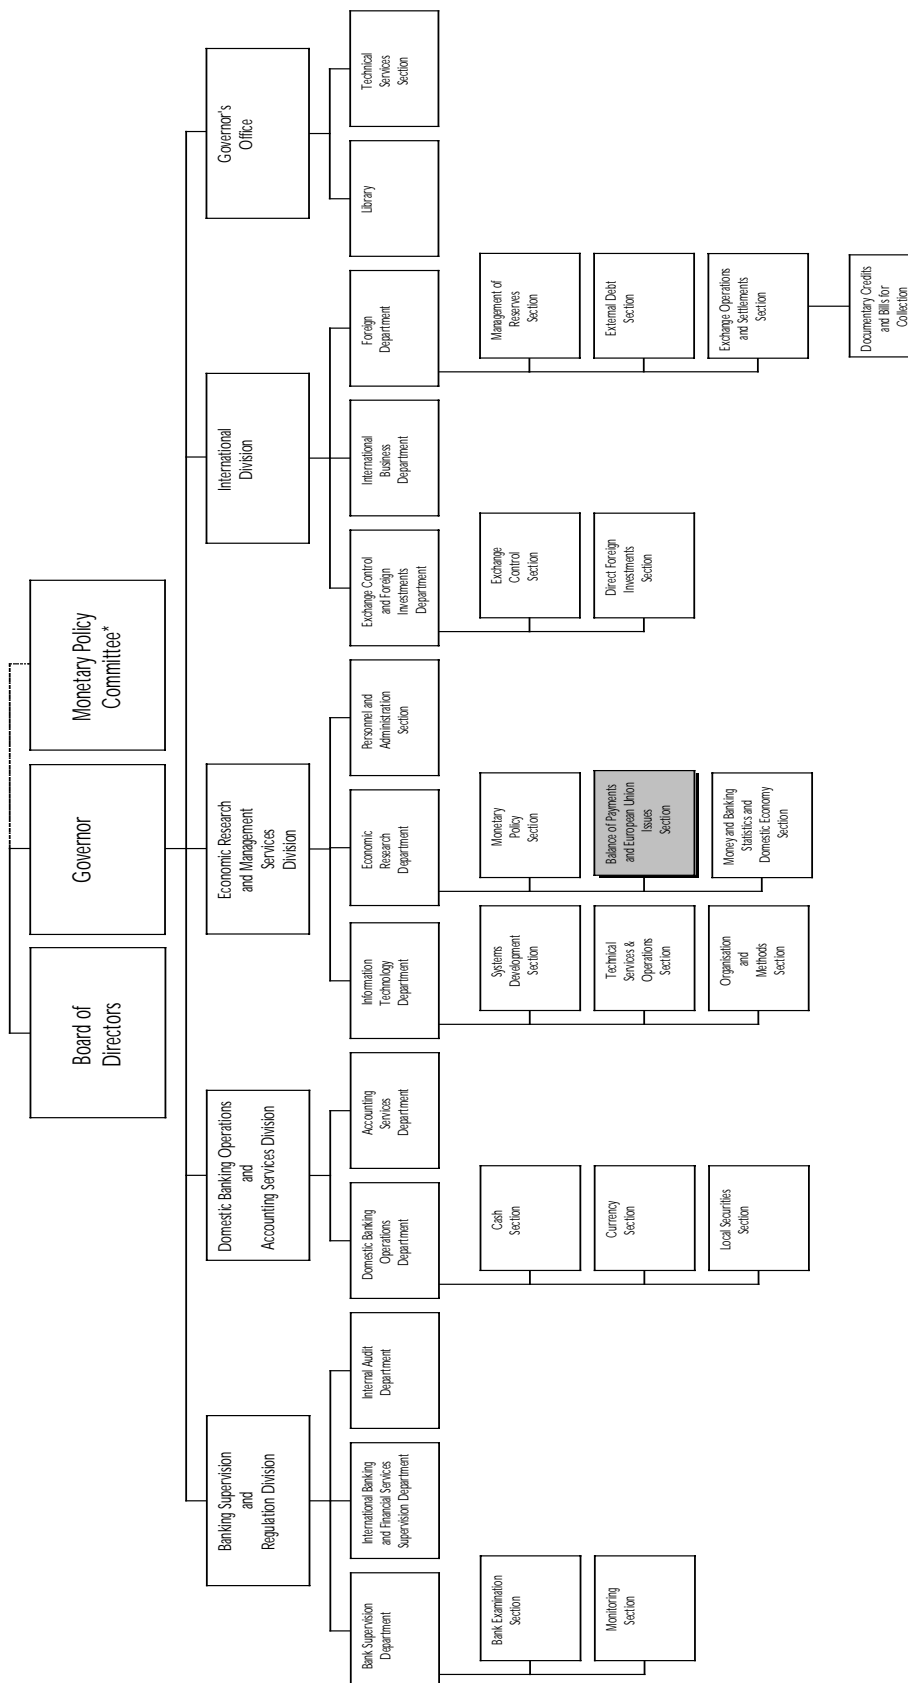 Board of
Directors
Governor
Monetary Policy
Committee*
Banking Supervision
and
Regulation Division
Domestic Banking Operations
and
Accounting Services Division
Economic Research
and Management
Services
Division
International
Division
Governor's
Office
Bank Supervision
Department
International Banking
and Financial Services
Supervision Department
Internal Audit
Department
Domestic Banking
Operations
Department
Accounting
Services
Department
Information
Technology
Department
Economic
Research
Department
Personnel and
Administration
Section
Exchange Control
and Foreign
Investments
Department
International
Business
Department
Foreign
Department
Library
Technical
Services
Section
Bank Examination
Section
Monitoring
Section
Cash
Section
Currency
Section
Local Securities
Section
Systems
Development
Section
Technical
Services &
Operations
Section
Organisation
and
Methods
Section
Monetary
Policy
Section
Balance of Payments
and European Union
Issues
Section
Money and Banking
Statistics and
Domestic Economy
Section
Exchange
Control
Section
Direct Foreign
Investments
Section
Management of
Reserves
Section
External Debt
Section
Exchange Operations
and Settlements
Section
Documentary Credits
and Bills for
Collection